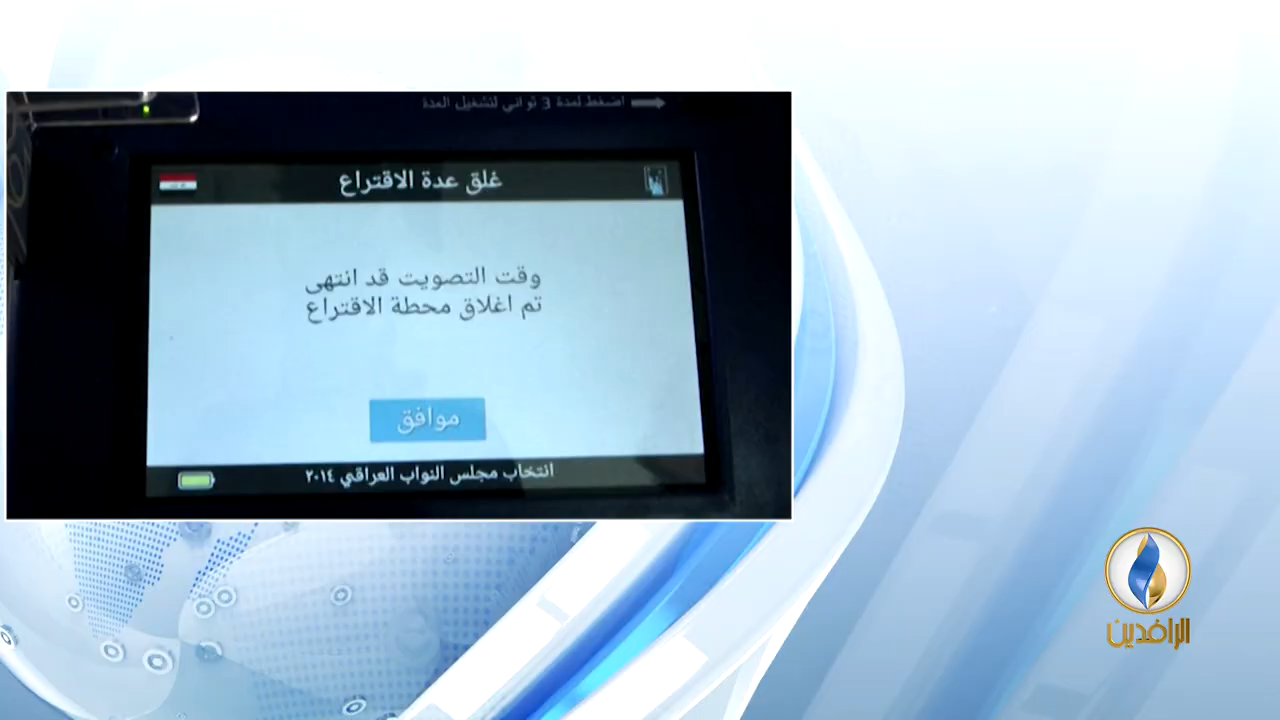 اضغط لمدة 3 ثواني لتشغيل العدة
غلق عدة الاقتراع
وقت التصويت قد انتهى
تم اغلاق محطة الاقتراع
موافق
انتخاب مجلس النواب العراقي ٢٠١٤
الرافدين